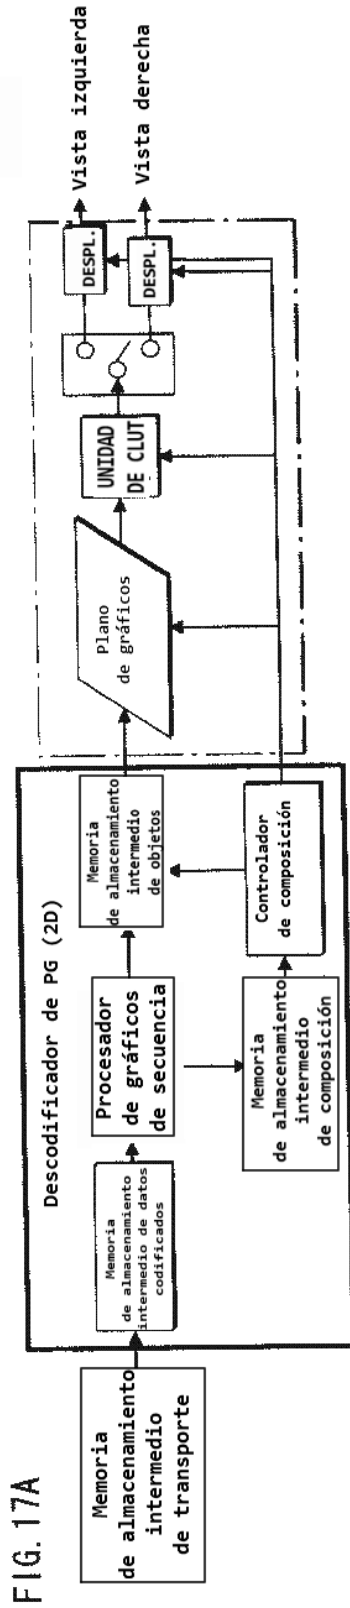 FIG. 17A
Descodificador de PG (2D)
Memoria
de almacenamiento
intermedio
de transporte
Memoria
de almacenamiento
intermedio de datos
codificados
Procesador
de gráficos
de secuencia
Memoria
de almacenamiento
intermedio
de objetos
Memoria
de almacenamiento
intermedio
de composición
Controlador
de composición
Plano
de gráficos
UNIDAD
DE CLUT
DESPL.
DESPL.
Vista izquierda
Vista derecha